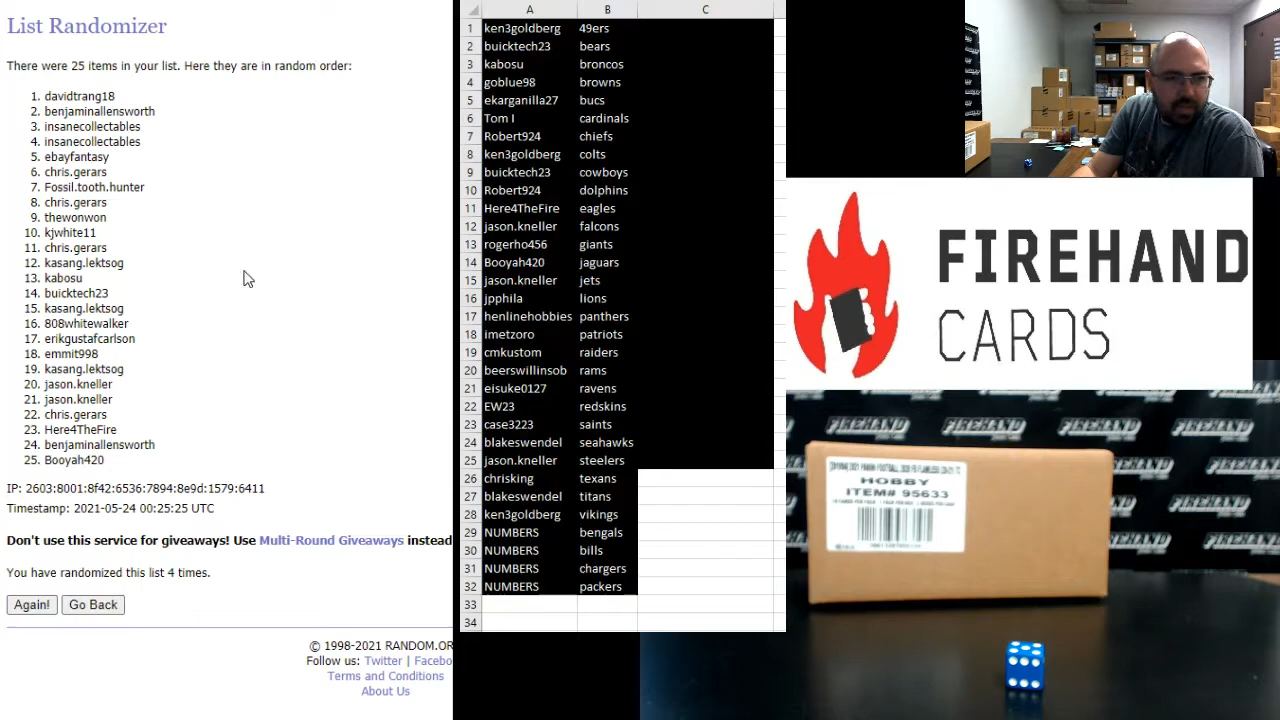 List Randomizer
There were 25 items in your list. Here they are in random order:
1. davidtrang18
2. benjaminallensworth
3. insanecollectables
4. insanecollectables
5. ebayfantasy
6. chris.gerars
7. Fossil.tooth.hunter
8. chris.gerars
9. thewonwon
10. kjwhite11
11. chris.gerars
12. kasang.lektsog
13. kabosu
14. buicktech23
15. kasang.lektsog
16. 808whitewalker
17. erikgustafcarlson
18. emmit998
19. kasang.lektsog
20. jason.kneller
21. jason.kneller
22. chris.gerars
23. Here4TheFire
24. benjaminallensworth
25. Booyah420
IP: 2603:8001:8f42:6536:7894:8e9d:1579:6411
Timestamp: 2021-05-24 00:25:25 UTC
Don't use this service for giveaways! Use Multi-Round Giveaways instead
You have randomized this list 4 times.
Again! Go Back
© 1998-2021 RANDOM.OR
Follow us: Twitter | Facebo
Terms and Conditions
About Us
A B C
1 ken3goldberg 49ers
2 buicktech23 bears
3 kabosu broncos
4 goblue98 browns
5 ekarganilla27 bucs
6 Tom I cardinals
7 Robert924 chiefs
8 ken3goldberg colts
9 buicktech23 cowboys
10 Robert924 dolphins
11 Here4TheFire eagles
12 jason.kneller falcons
13 rogerho456 giants
14 Booyah420 jaguars
15 jason.kneller jets
16 jpphila lions
17 henlinehobbies panthers
18 imetzoro patriots
19 cmkustom raiders
20 beerswillinsob rams
21 eisuke0127 ravens
22 EW23 redskins
23 case3223 saints
24 blakeswendel seahawks
25 jason.kneller steelers
26 chrisking texans
27 blakeswendel titans
28 ken3goldberg vikings
29 NUMBERS bengals
30 NUMBERS bills
31 NUMBERS chargers
32 NUMBERS packers
33
34
FIREHAND
CARDS
HOBBY
ITEM# 95633
FIREHAND